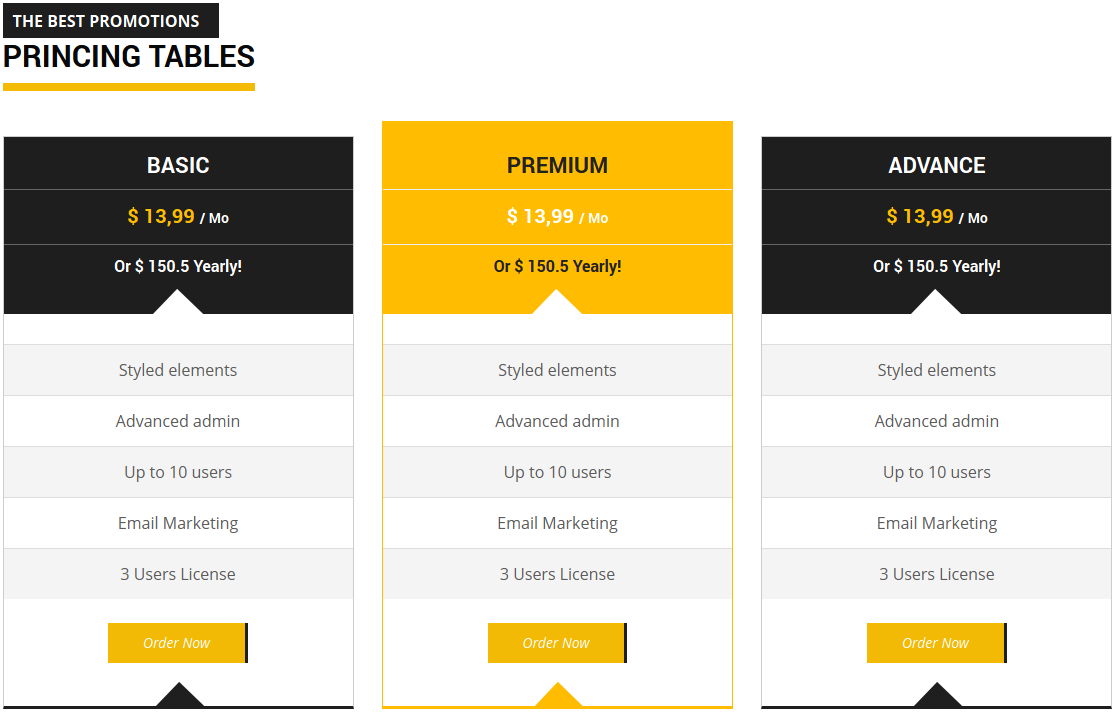 THE BEST PROMOTIONS
PRINCING TABLES
BASIC
$ 13,99 / Mo
Or $ 150.5 Yearly!
Styled elements
Advanced admin
Up to 10 users
Email Marketing
3 Users License
Order Now
PREMIUM
$ 13,99 / Mo
Or $ 150.5 Yearly!
Styled elements
Advanced admin
Up to 10 users
Email Marketing
3 Users License
Order Now
ADVANCE
$ 13,99 / Mo
Or $ 150.5 Yearly!
Styled elements
Advanced admin
Up to 10 users
Email Marketing
3 Users License
Order Now